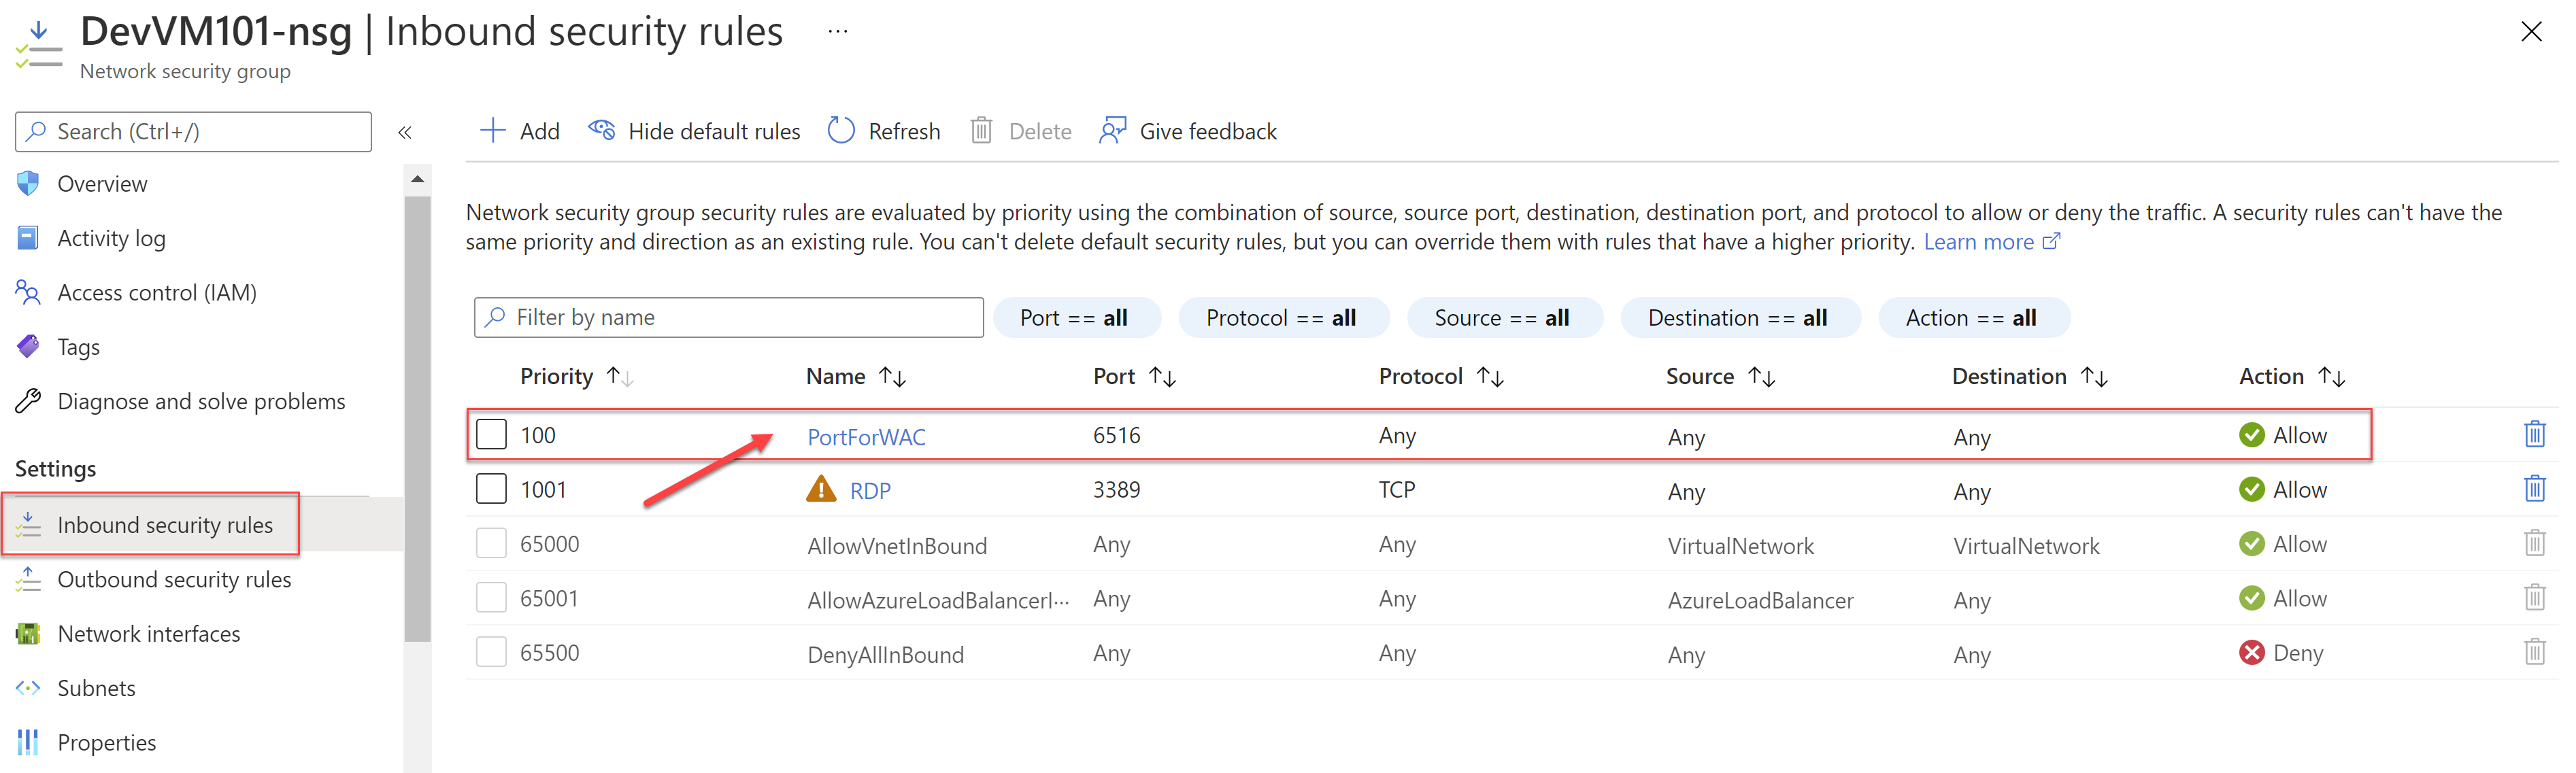 DevVM101-nsg | Inbound security rules ...
Network security group
Search (Ctrl+/) «
Add Hide default rules Refresh Delete Give feedback
Overview
Activity log
Access control (IAM)
Tags
Diagnose and solve problems
Settings
Inbound security rules
Outbound security rules
Network interfaces
Subnets
Properties
Network security group security rules are evaluated by priority using the combination of source, source port, destination, destination port, and protocol to allow or deny the traffic. A security rules can't have the
same priority and direction as an existing rule. You can't delete default security rules, but you can override them with rules that have a higher priority. Learn more
Filter by name Port == all Protocol == all Source == all Destination == all Action == all
Priority ↑↓ Name ↑↓ Port ↑↓ Protocol ↑↓ Source ↑↓ Destination ↑↓ Action ↑↓
100 PortForWAC 6516 Any Any Any Allow
1001 RDP 3389 TCP Any Any Allow
65000 AllowVnetInBound Any Any VirtualNetwork VirtualNetwork Allow
65001 AllowAzureLoadBalancerI... Any Any AzureLoadBalancer Any Allow
65500 DenyAllInBound Any Any Any Any Deny